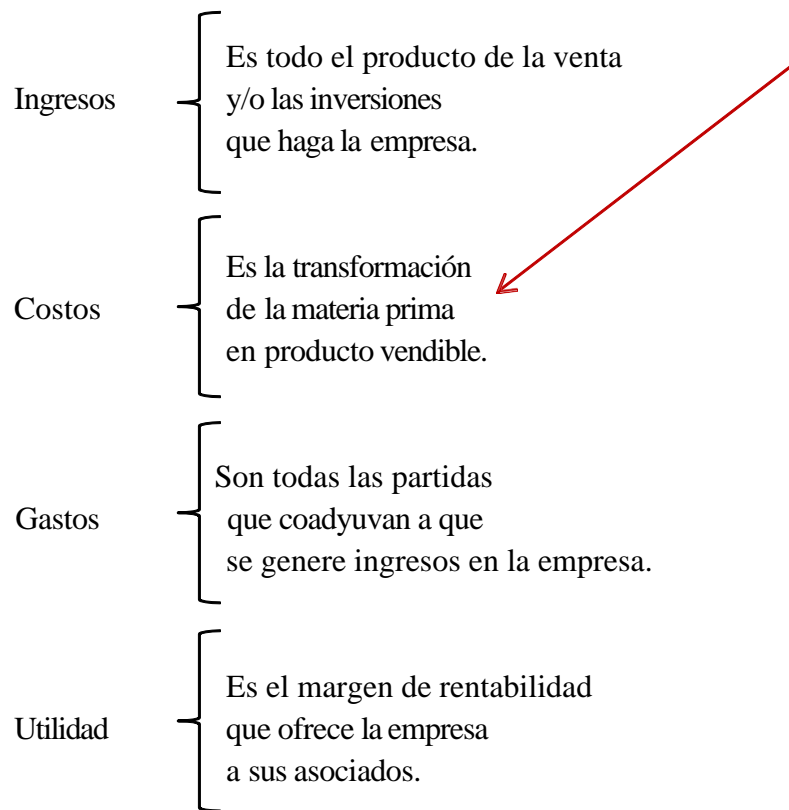 Es todo el producto de la venta
Ingresos y/o las inversiones
que haga la empresa.
Es la transformación
Costos de la materia prima
en producto vendible.
Son todas las partidas
Gastos que coadyuvan a que
se genere ingresos en la empresa.
Es el margen de rentabilidad
Utilidad que ofrece la empresa
a sus asociados.